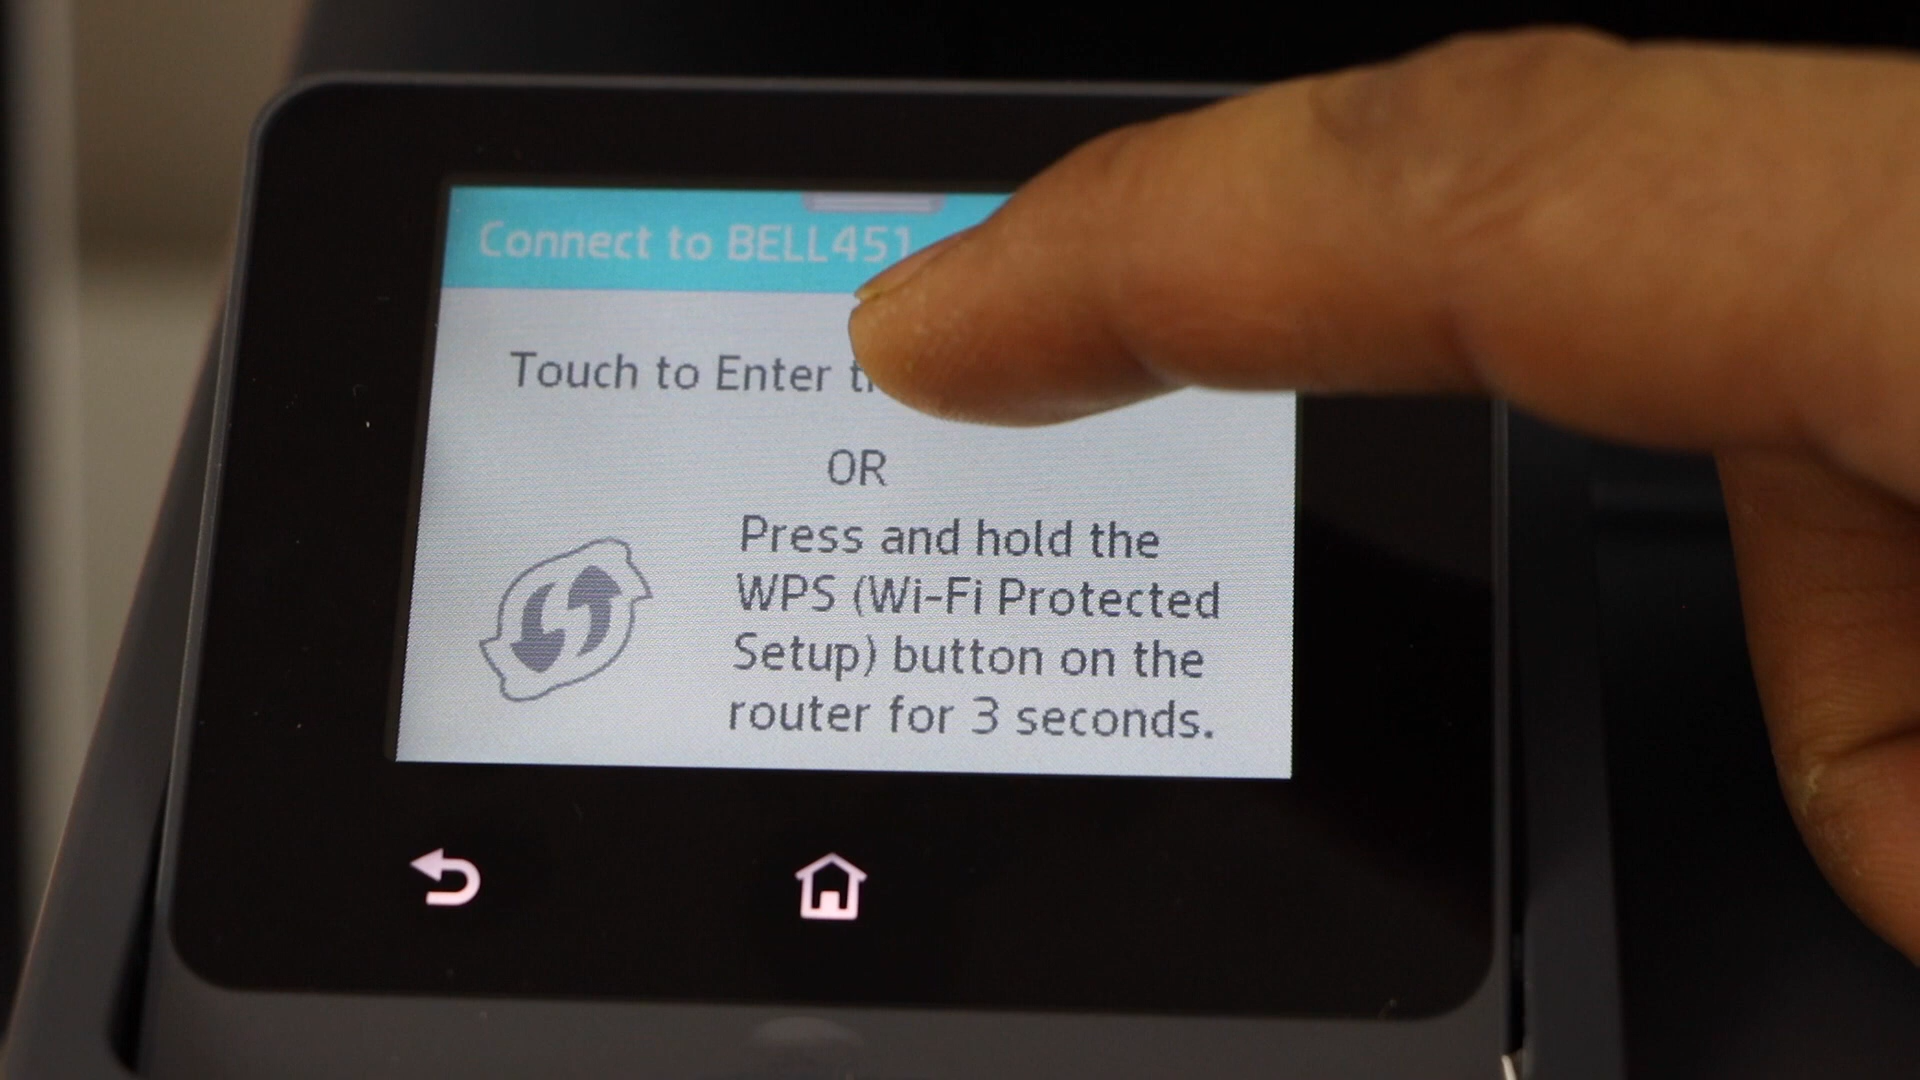 Connect to BELL451
Touch to Enter
OR
Press and hold the
WPS (Wi-Fi Protected
Setup) button on the
router for 3 seconds.